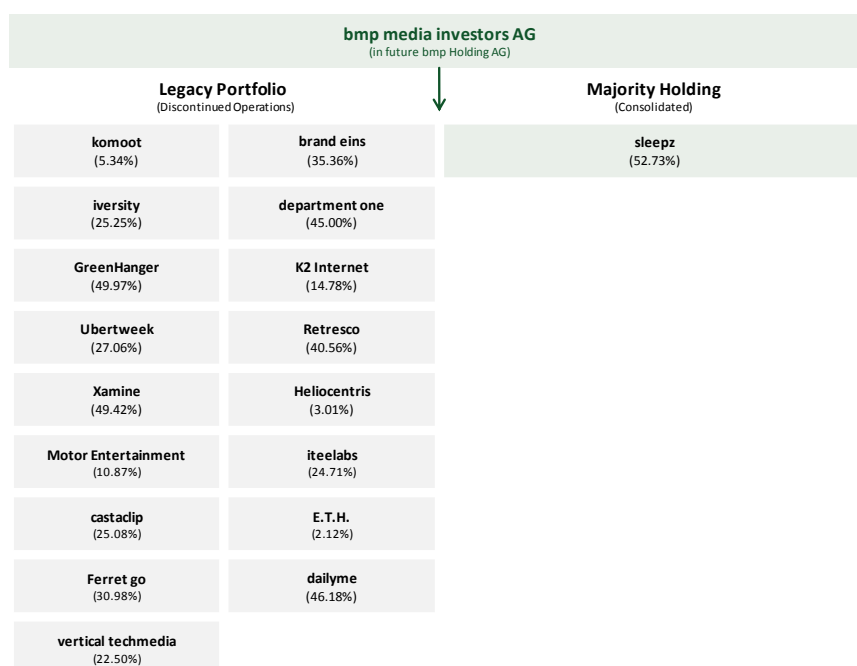 bmp media investors AG
(in future bmp Holding AG)
Legacy Portfolio
(Discontinued Operations)
Majority Holding
(Consolidated)
komoot
(5.34%)
brand eins
(35.36%)
sleepz
(52.73%)
iversity
(25.25%)
department one
(45.00%)
GreenHanger
(49.97%)
K2 Internet
(14.78%)
Ubertweek
(27.06%)
Retresco
(40.56%)
Xamine
(49.42%)
Heliocentris
(3.01%)
Motor Entertainment
(10.87%)
iteelabs
(24.71%)
castaclip
(25.08%)
E.T.H.
(2.12%)
Ferret go
(30.98%)
dailyme
(46.18%)
vertical techmedia
(22.50%)